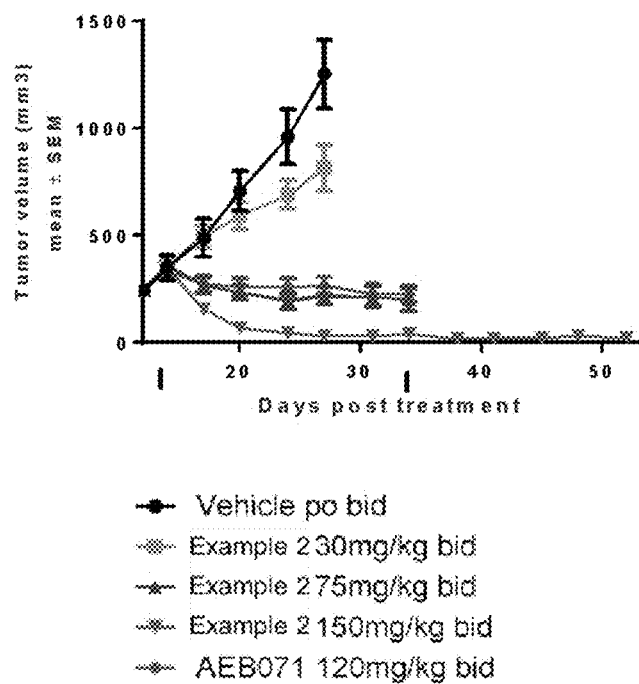 Tumor volume (mm3)
mean ± SEM
1500
1000
500
0
20
30
40
50
Days post treatment
Vehicle po bid
Example 2 30mg/kg bid
Example 2 75mg/kg bid
Example 2 150mg/kg bid
AEB071 120mg/kg bid